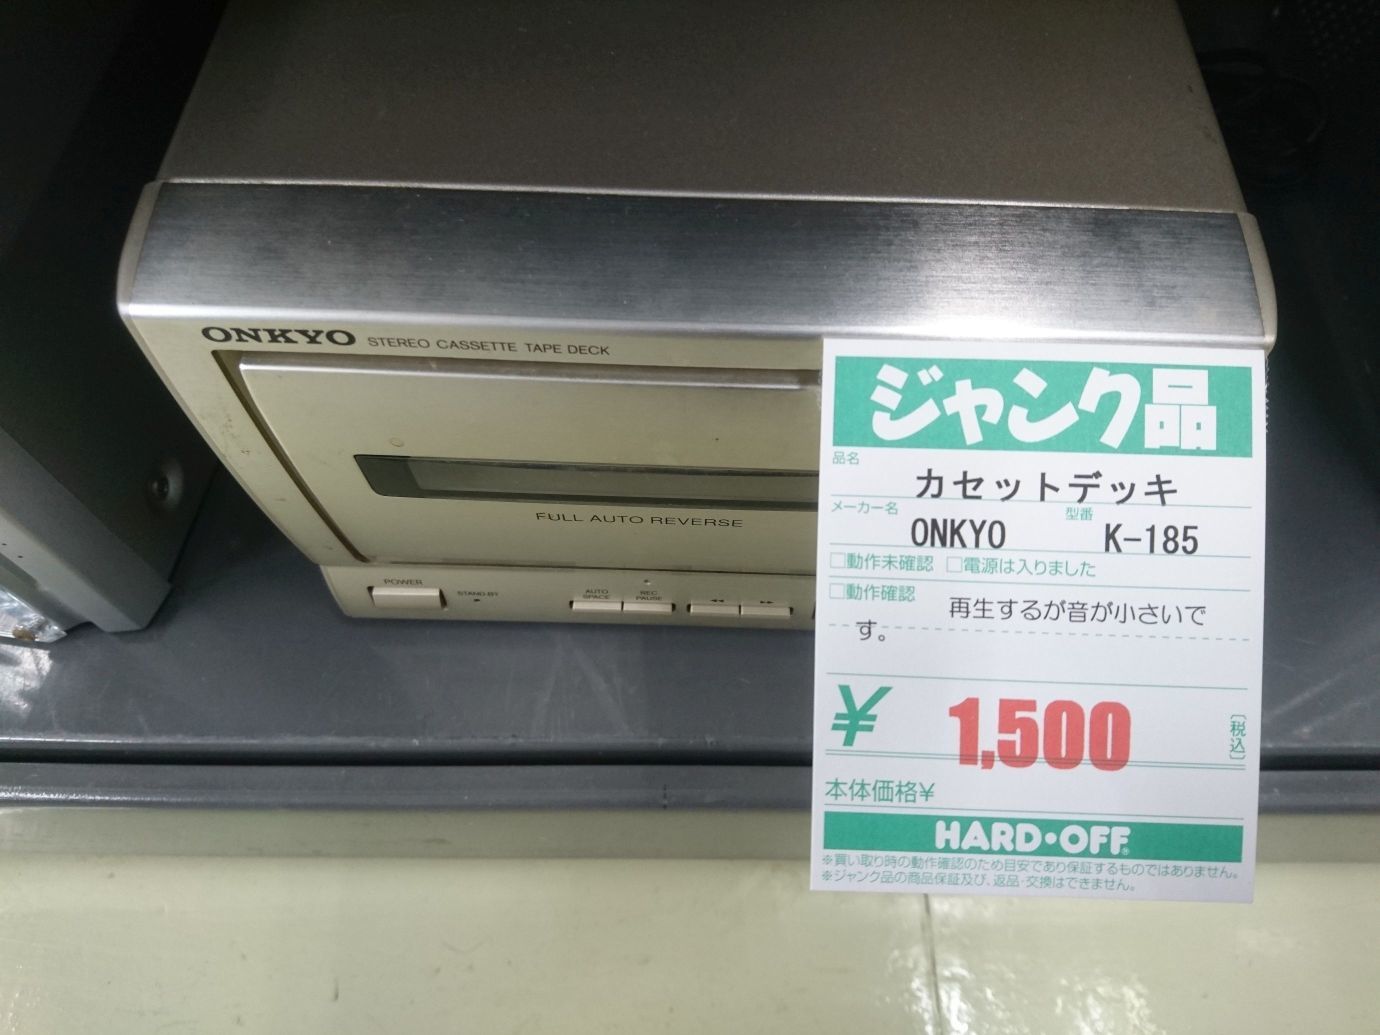 ONKYO STEREO CASSETTE TAPE DECK
FULL AUTO REVERSE
POWER
STAND-BY
AUTO SPACE
REC PAUSE
◀◀
▶▶
ジャンク品
品名
カセットデッキ
メーカー名 ONKYO 型番 K-185
□動作未確認 □電源は入りました
□動作確認 再生するが音が小さいで
す。
¥ 1,500 〔税込〕
本体価格¥
HARD・OFF®
※買い取り時の動作確認のため目安であり保証するものではありません。
※ジャンク品の商品保証及び、返品・交換はできません。